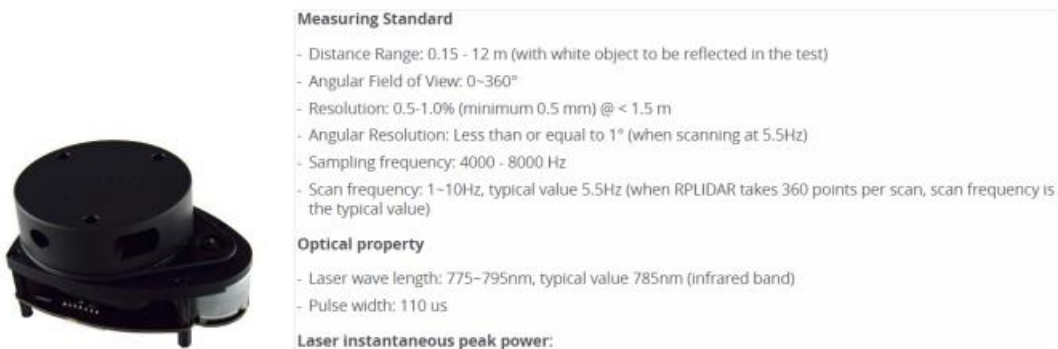 Measuring Standard
- Distance Range: 0.15 - 12 m (with white object to be reflected in the test)
- Angular Field of View: 0~360°
- Resolution: 0.5-1.0% (minimum 0.5 mm) @ < 1.5 m
- Angular Resolution: Less than or equal to 1° (when scanning at 5.5Hz)
- Sampling frequency: 4000 - 8000 Hz
- Scan frequency: 1~10Hz, typical value 5.5Hz (when RPLIDAR takes 360 points per scan, scan frequency is
the typical value)
Optical property
- Laser wave length: 775~795nm, typical value 785nm (infrared band)
- Pulse width: 110 us
Laser instantaneous peak power: